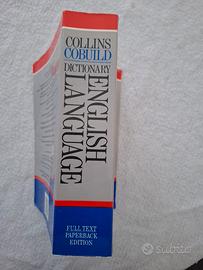 COLLINS
COBUILD
DICTIONARY
ENGLISH
LANGUAGE
FULL TEXT
PAPERBACK
EDITION
subito